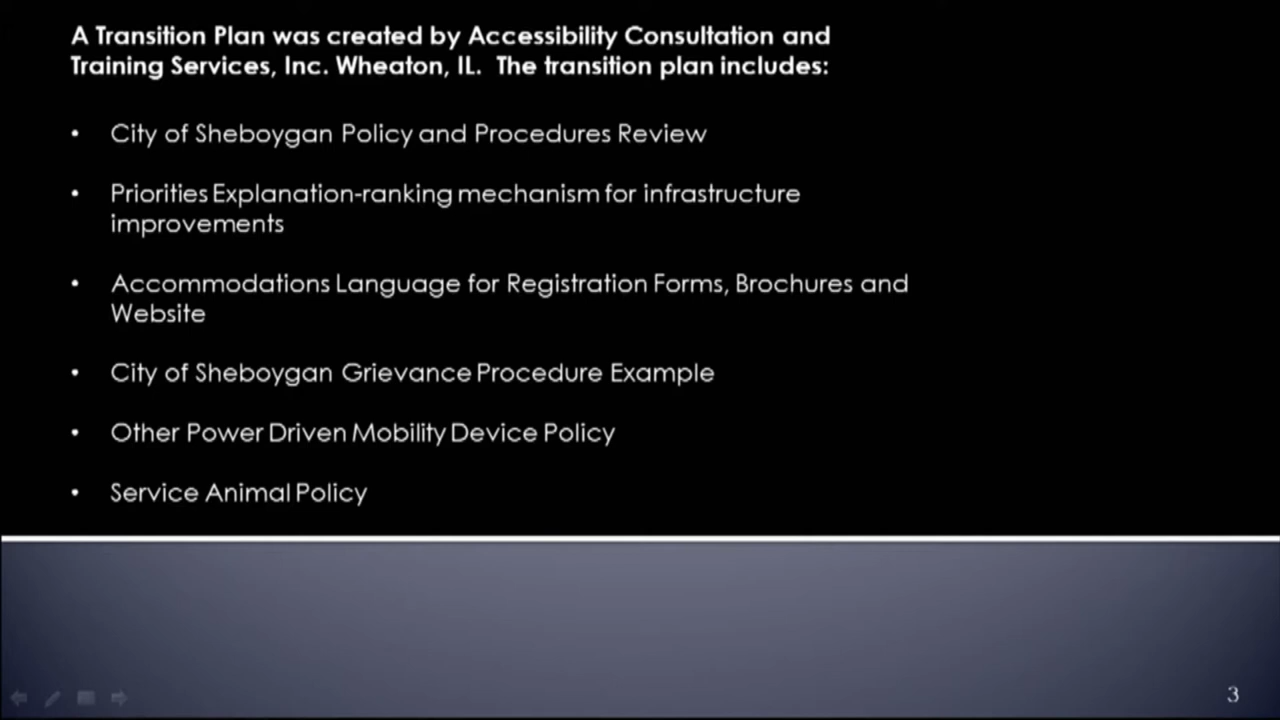 A Transition Plan was created by Accessibility Consultation and
Training Services, Inc. Wheaton, IL. The transition plan includes:
• City of Sheboygan Policy and Procedures Review
• Priorities Explanation-ranking mechanism for infrastructure
improvements
• Accommodations Language for Registration Forms, Brochures and
Website
• City of Sheboygan Grievance Procedure Example
• Other Power Driven Mobility Device Policy
• Service Animal Policy
3